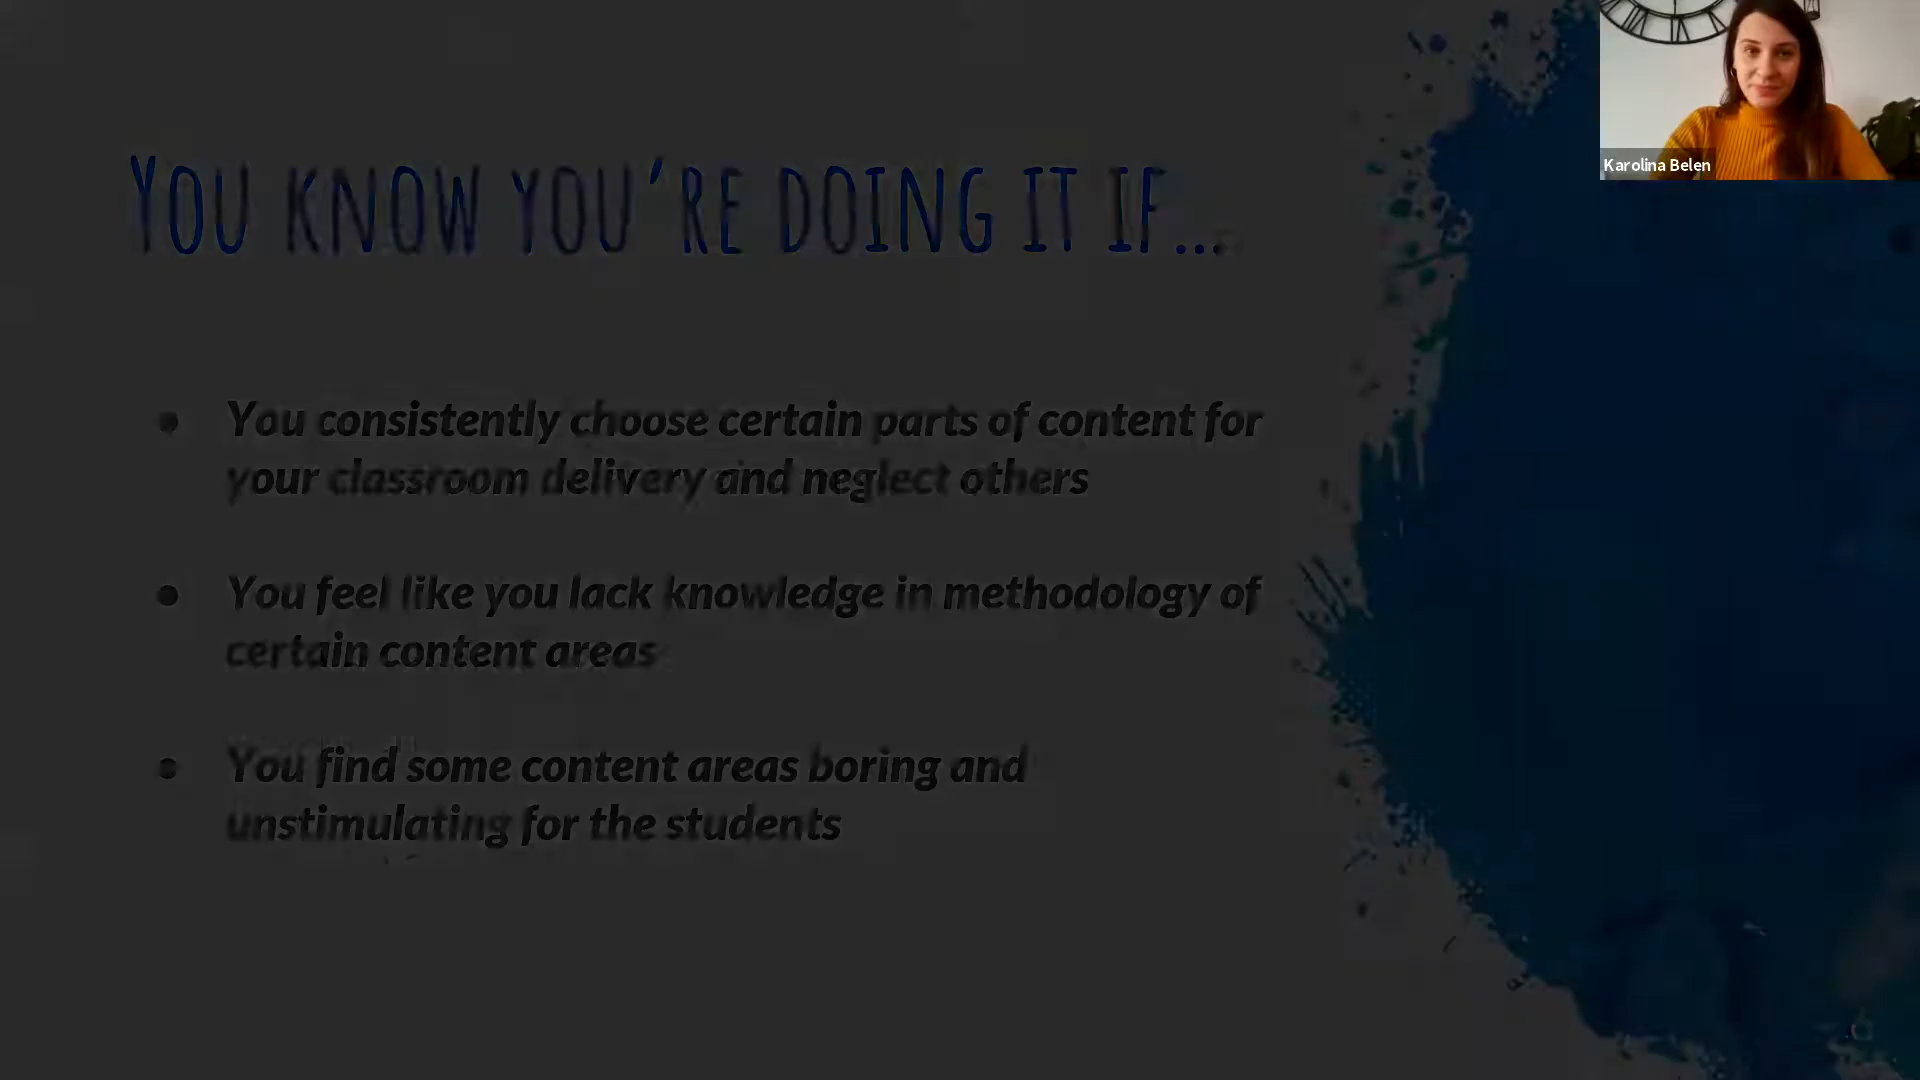 You know you’re doing it if...
Karolina Belen
● You consistently choose certain parts of content for
your classroom delivery and neglect others
● You feel like you lack knowledge in methodology of
certain content areas
● You find some content areas boring and
unstimulating for the students